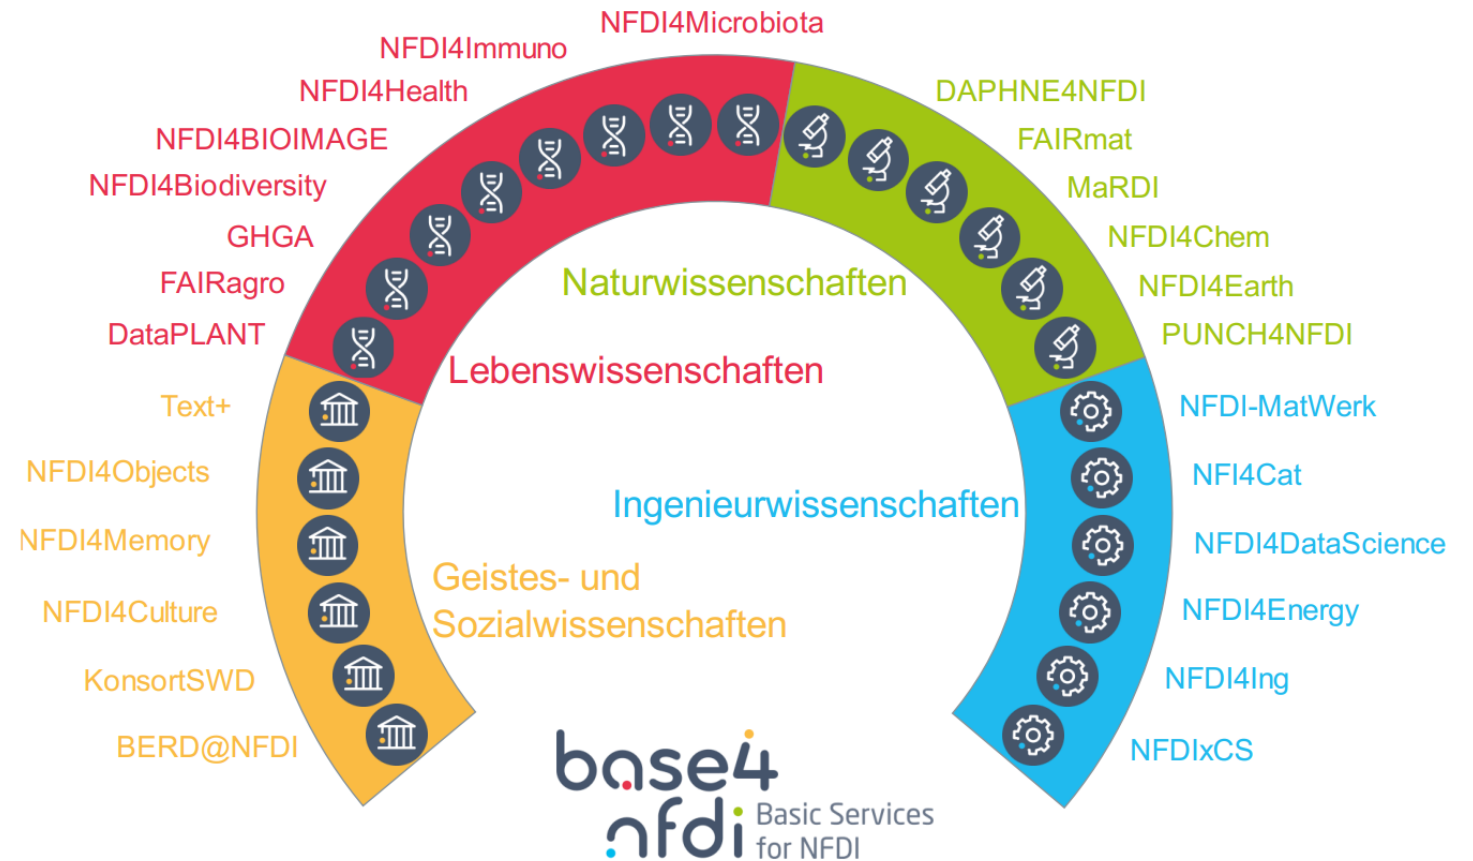 NFDI4Microbiota
NFDI4Immuno
NFDI4Health
NFDI4BIOIMAGE
NFDI4Biodiversity
GHGA
FAIRagro
DataPLANT
DAPHNE4NFDI
FAIRmat
MaRDI
NFDI4Chem
NFDI4Earth
PUNCH4NFDI
Naturwissenschaften
Lebenswissenschaften
Text+
NFDI4Objects
NFDI4Memory
NFDI4Culture
KonsortSWD
BERD@NFDI
Ingenieurwissenschaften
Geistes- und
Sozialwissenschaften
NFDI-MatWerk
NFI4Cat
NFDI4DataScience
NFDI4Energy
NFDI4Ing
NFDIxCS
base4
nfdi
Basic Services
for NFDI